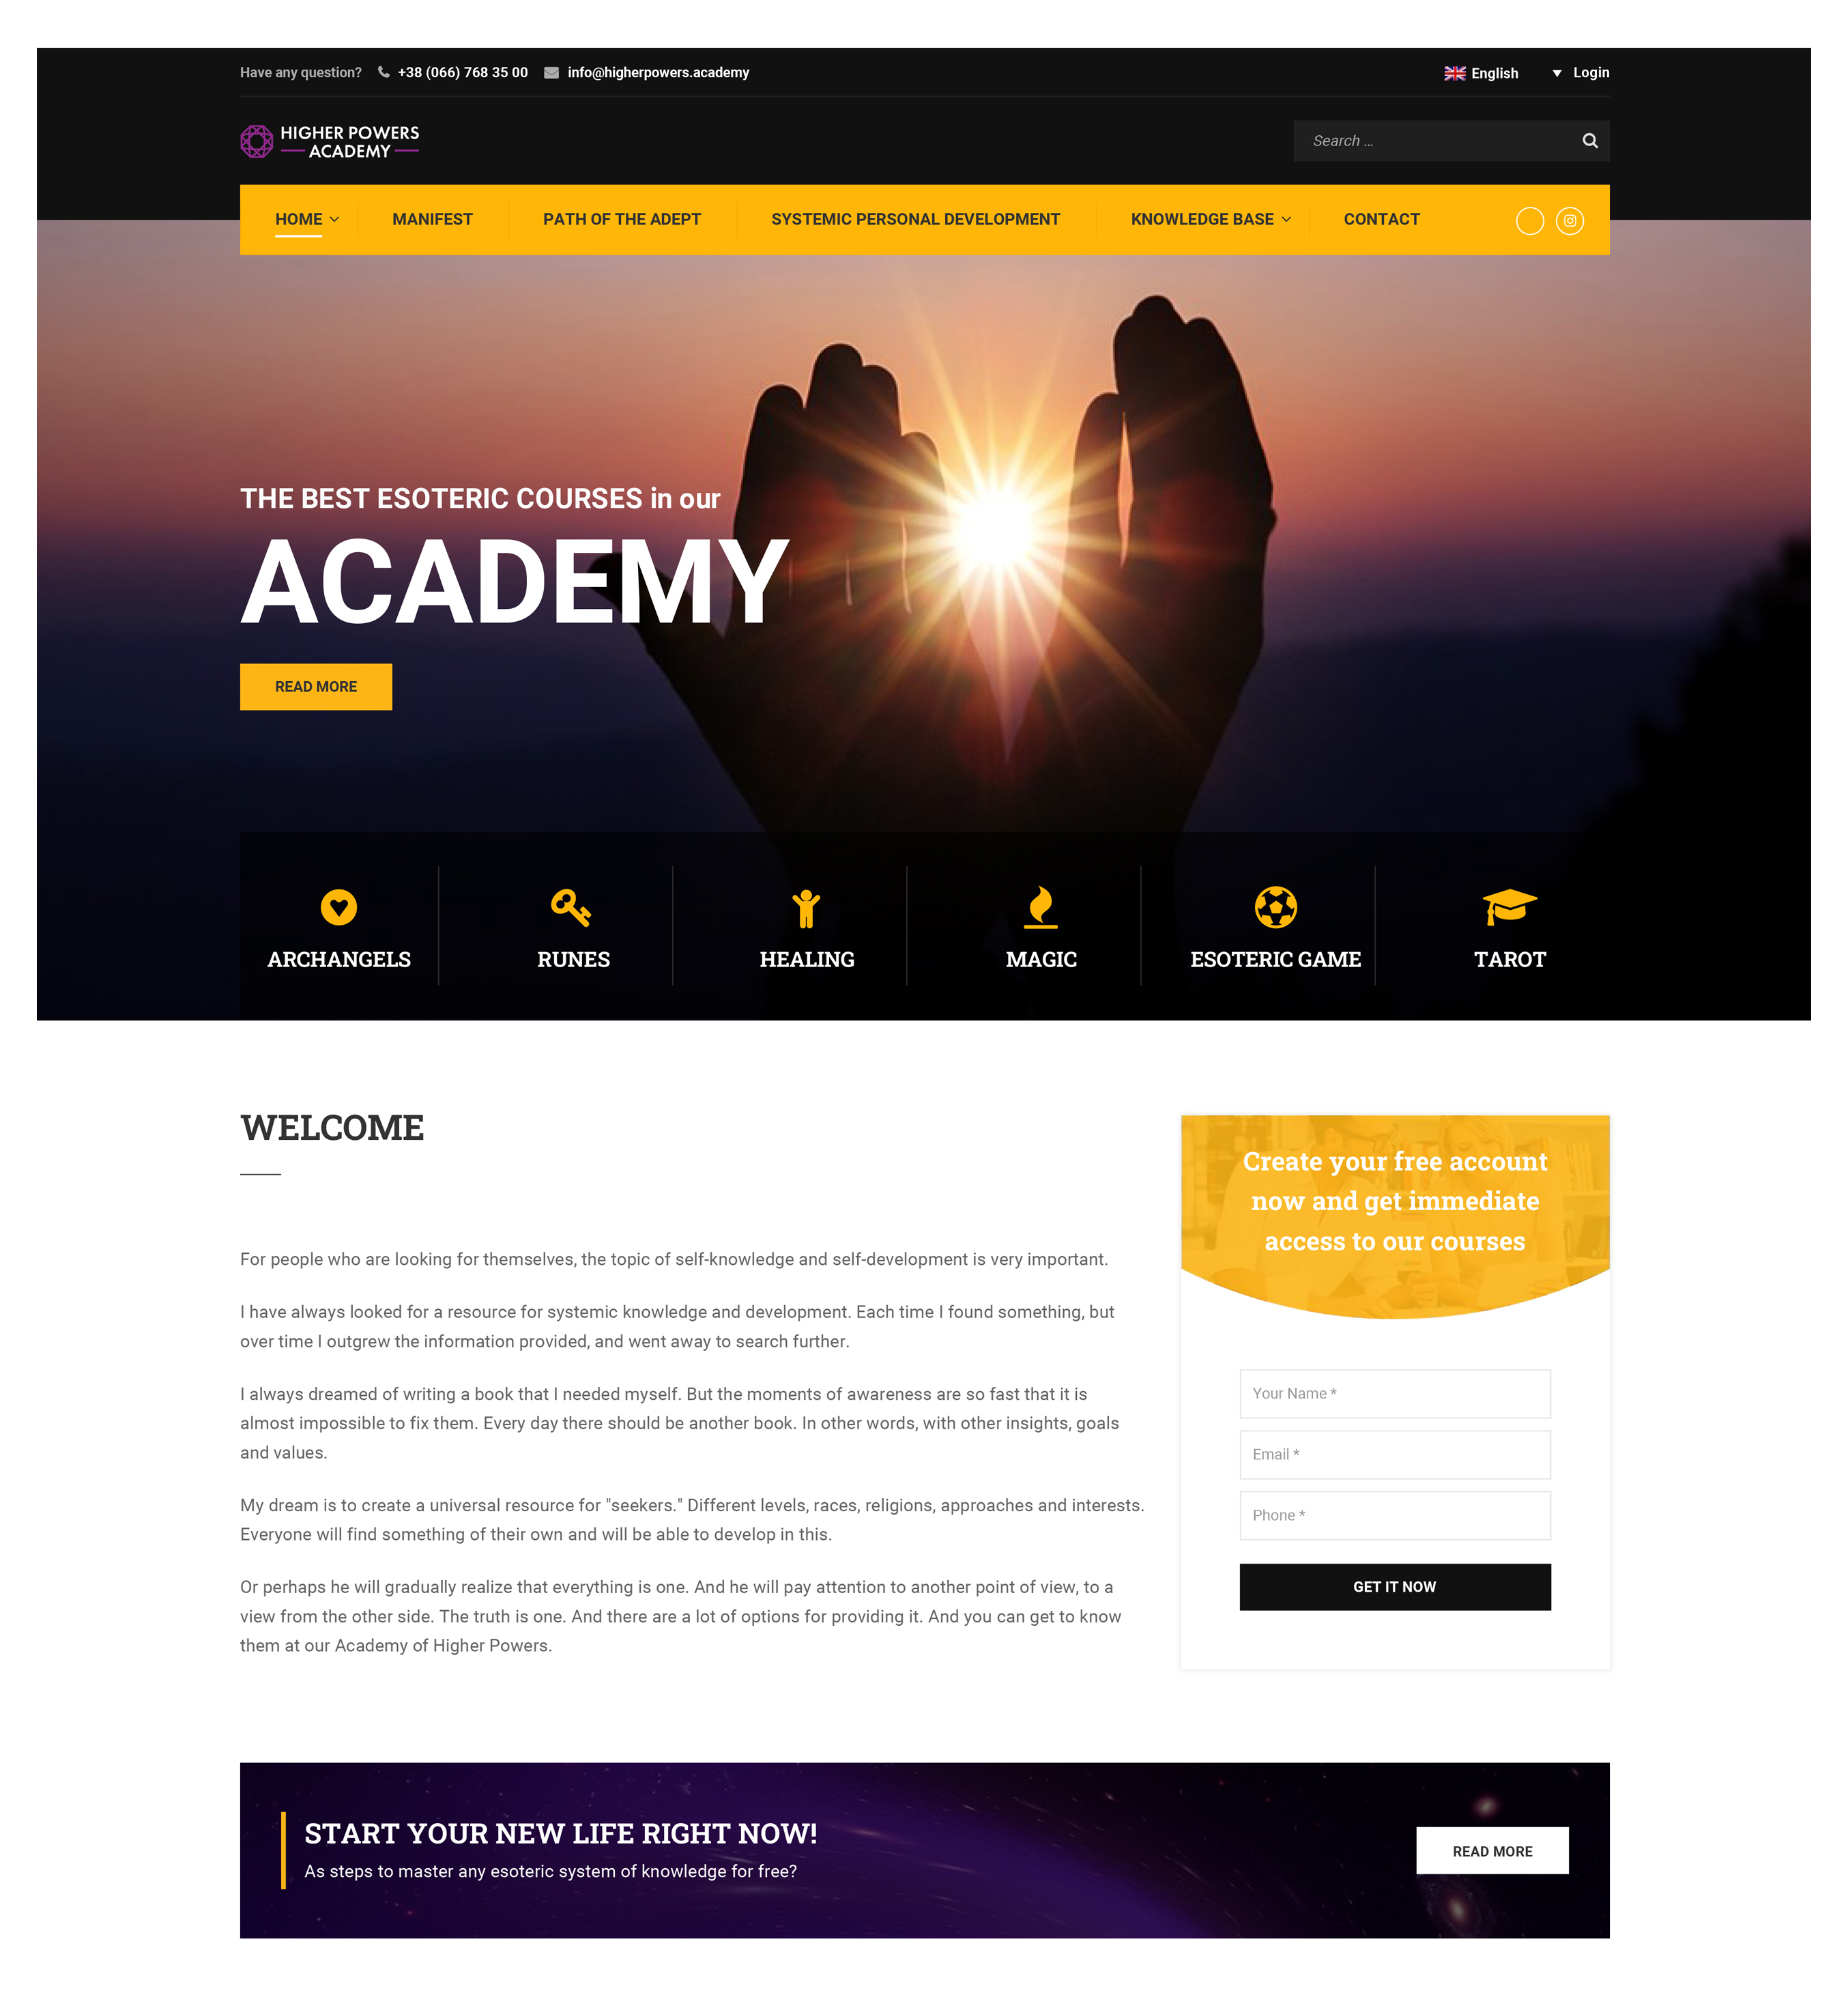 Have any question? +38 (066) 768 35 00 info@higherpowers.academy English Login
HIGHER POWERS
ACADEMY
Search ...
HOME MANIFEST PATH OF THE ADEPT SYSTEMIC PERSONAL DEVELOPMENT KNOWLEDGE BASE CONTACT
THE BEST ESOTERIC COURSES in our
ACADEMY
READ MORE
ARCHANGELS RUNES HEALING MAGIC ESOTERIC GAME TAROT
WELCOME
For people who are looking for themselves, the topic of self-knowledge and self-development is very important.
I have always looked for a resource for systemic knowledge and development. Each time I found something, but
over time I outgrew the information provided, and went away to search further.
I always dreamed of writing a book that I needed myself. But the moments of awareness are so fast that it is
almost impossible to fix them. Every day there should be another book. In other words, with other insights, goals
and values.
My dream is to create a universal resource for "seekers." Different levels, races, religions, approaches and interests.
Everyone will find something of their own and will be able to develop in this.
Or perhaps he will gradually realize that everything is one. And he will pay attention to another point of view, to a
view from the other side. The truth is one. And there are a lot of options for providing it. And you can get to know
them at our Academy of Higher Powers.
Create your free account
now and get immediate
access to our courses
Your Name *
Email *
Phone *
GET IT NOW
START YOUR NEW LIFE RIGHT NOW!
As steps to master any esoteric system of knowledge for free?
READ MORE